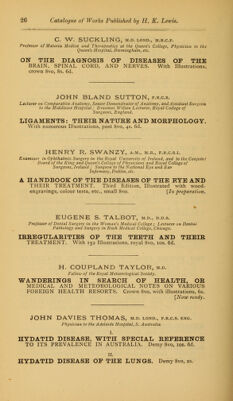 26 Catalogue of Works Published by H. K. Lewis.
C. W. SUCKLING, M.D. LOND., M.R.C.P.
Professor of Materia Medica and Therapeutics at the Queen's College, Physician to the
Queen's Hospital, Birmingham, etc.
ON THE DIAGNOSIS OF DISEASES OF THE
BRAIN, SPINAL CORD, AND NERVES. With Illustrations,
crown 8vo, 8s. 6d.
JOHN BLAND SUTTON, F.R.C.S.
Lecturer on Comparative Anatomy, Senior Demonstrator of Anatomy, and Assistant Surgeon
to the Middlesex Hospital; Erasmus Wilson Lecturer, Royal College of
Surgeons, England.
LIGAMENTS: THEIR NATURE AND MORPHOLOGY.
With numerous Illustrations, post 8vo, 4s. 6d.
HENRY R. SWANZY, A.M., M.B., F.R.C.S.I.
Examiner in Ophthalmic Surgery in the Royal University of Ireland, and to the Conjoint
Board of the King and Queen's College of Physicians and Royal College of
Surgeons, Ireland; Surgeon to the National Eye and Ear
Infirmary, Dublin, etc.
A HANDBOOK OF THE DISEASES OF THE EYE AND
THEIR TREATMENT. Third Edition, Illustrated with wood-
engravings, colour tests, etc., small 8vo. [In preparation.
EUGENE S. TALBOT, M.D., D.D.S.
Professor of Dental Surgery in the Woman's Medical College; Lecturer on Dental
Pathology and Surgery in Rush Medical College, Chicago.
IRREGULARITIES OF THE TEETH AND THEIR
TREATMENT. With 152 Illustrations, royal 8vo, 10s. 6d.
H. COUPLAND TAYLOR, M.D.
Fellow of the Royal Meteorological Society.
WANDERINGS IN SEARCH OF HEALTH, OR
MEDICAL AND METEOROLOGICAL NOTES ON VARIOUS
FOREIGN HEALTH RESORTS. Crown 8vo, with illustrations, 6s.
[Now ready.
JOHN DAVIES THOMAS, M.D. LOND., F.R.C.S. ENG.
Physician to the Adelaide Hospital, S. Australia.
I.
HYDATID DISEASE, WITH SPECIAL REFERENCE
TO ITS PREVALENCE IN AUSTRALIA. Demy 8vo, 10s. 6d.
II.
HYDATID DISEASE OF THE LUNGS. Demy 8vo, 2s.